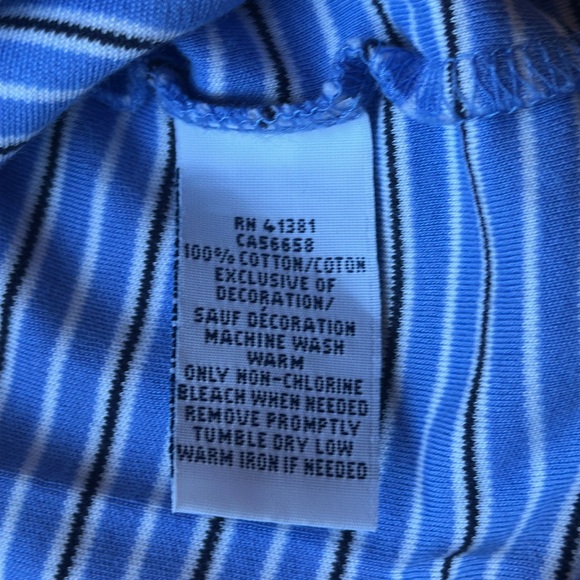 RN 41381
CA56658
100% COTTON/COTON
EXCLUSIVE OF
DECORATION/
SAUF DÉCORATION
MACHINE WASH
WARM
ONLY NON-CHLORINE
BLEACH WHEN NEEDED
REMOVE PROMPTLY
TUMBLE DRY LOW
WARM IRON IF NEEDED